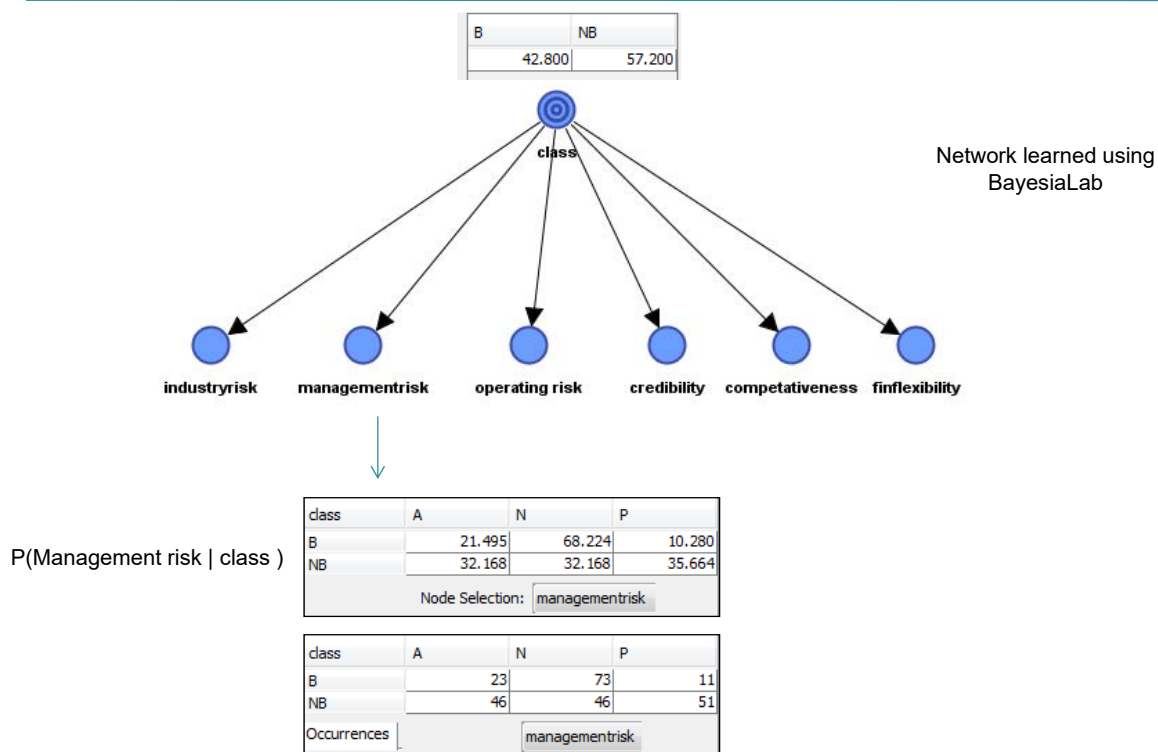 B NB
42.800 57.200
class
Network learned using
BayesiaLab
industryrisk managementrisk operating risk credibility competativeness finflexibility
class A N P
B 21.495 68.224 10.280
NB 32.168 32.168 35.664
Node Selection: managementrisk
P(Management risk | class )
class A N P
B 23 73 11
NB 46 46 51
Occurrences managementrisk